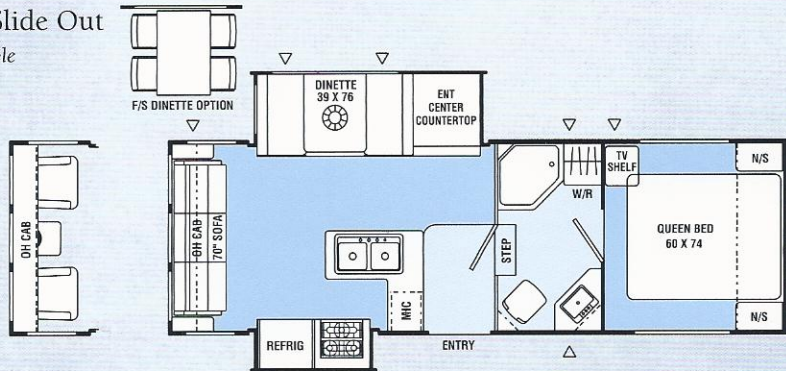 Slide Out
F/S DINETTE OPTION
DINETTE
39 X 76
ENT
CENTER
COUNTERTOP
OH CAB
OH CAB
70" SOFA
MIC
REFRIG
ENTRY
STEP
W/R
TV
SHELF
N/S
QUEEN BED
60 X 74
N/S